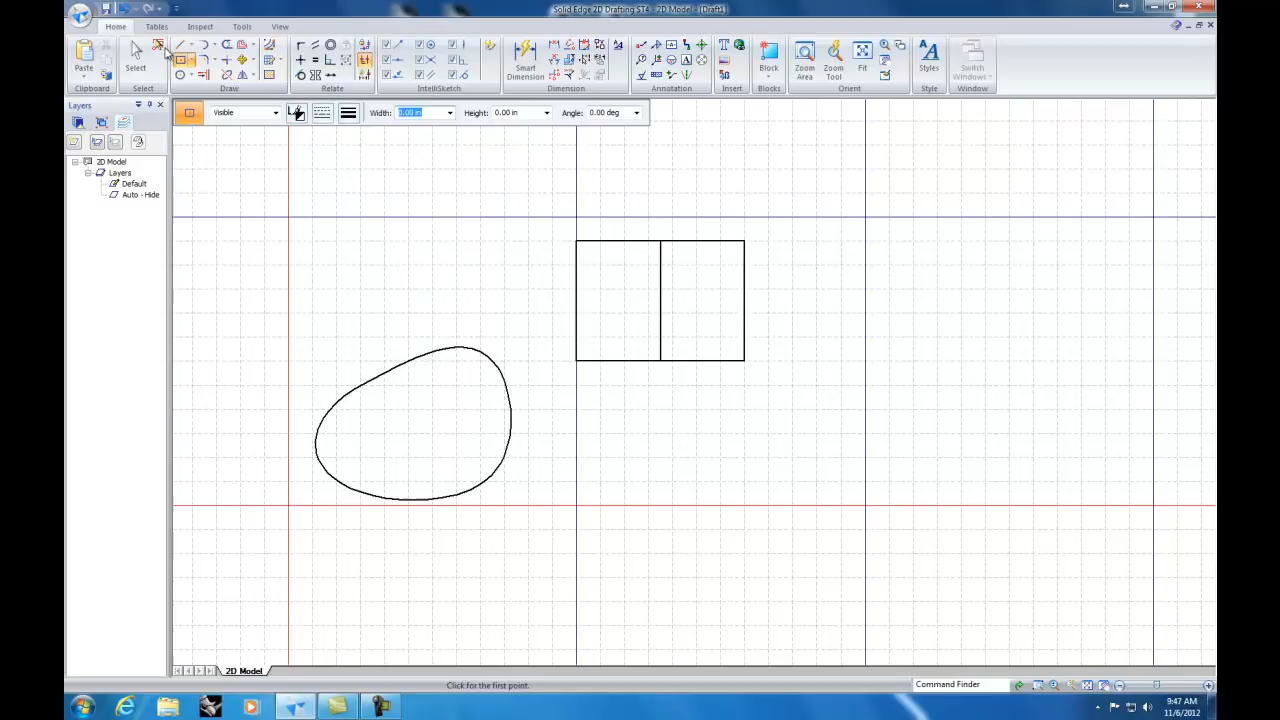 Solid Edge 2D Drafting ST4 - 2D Model - [Draft1]
Home Tables Inspect Tools View
Paste
Select
Smart Dimension
Block
Zoom Area
Zoom Tool
Fit
Styles
Switch Windows
Clipboard Select Draw Relate IntelliSketch Dimension Annotation Insert Blocks Orient Style Window
Layers
Visible Width: 0.00 in Height: 0.00 in Angle: 0.00 deg
2D Model
Layers
Default
Auto - Hide
2D Model
Click for the first point.
Command Finder
9:47 AM
11/6/2012